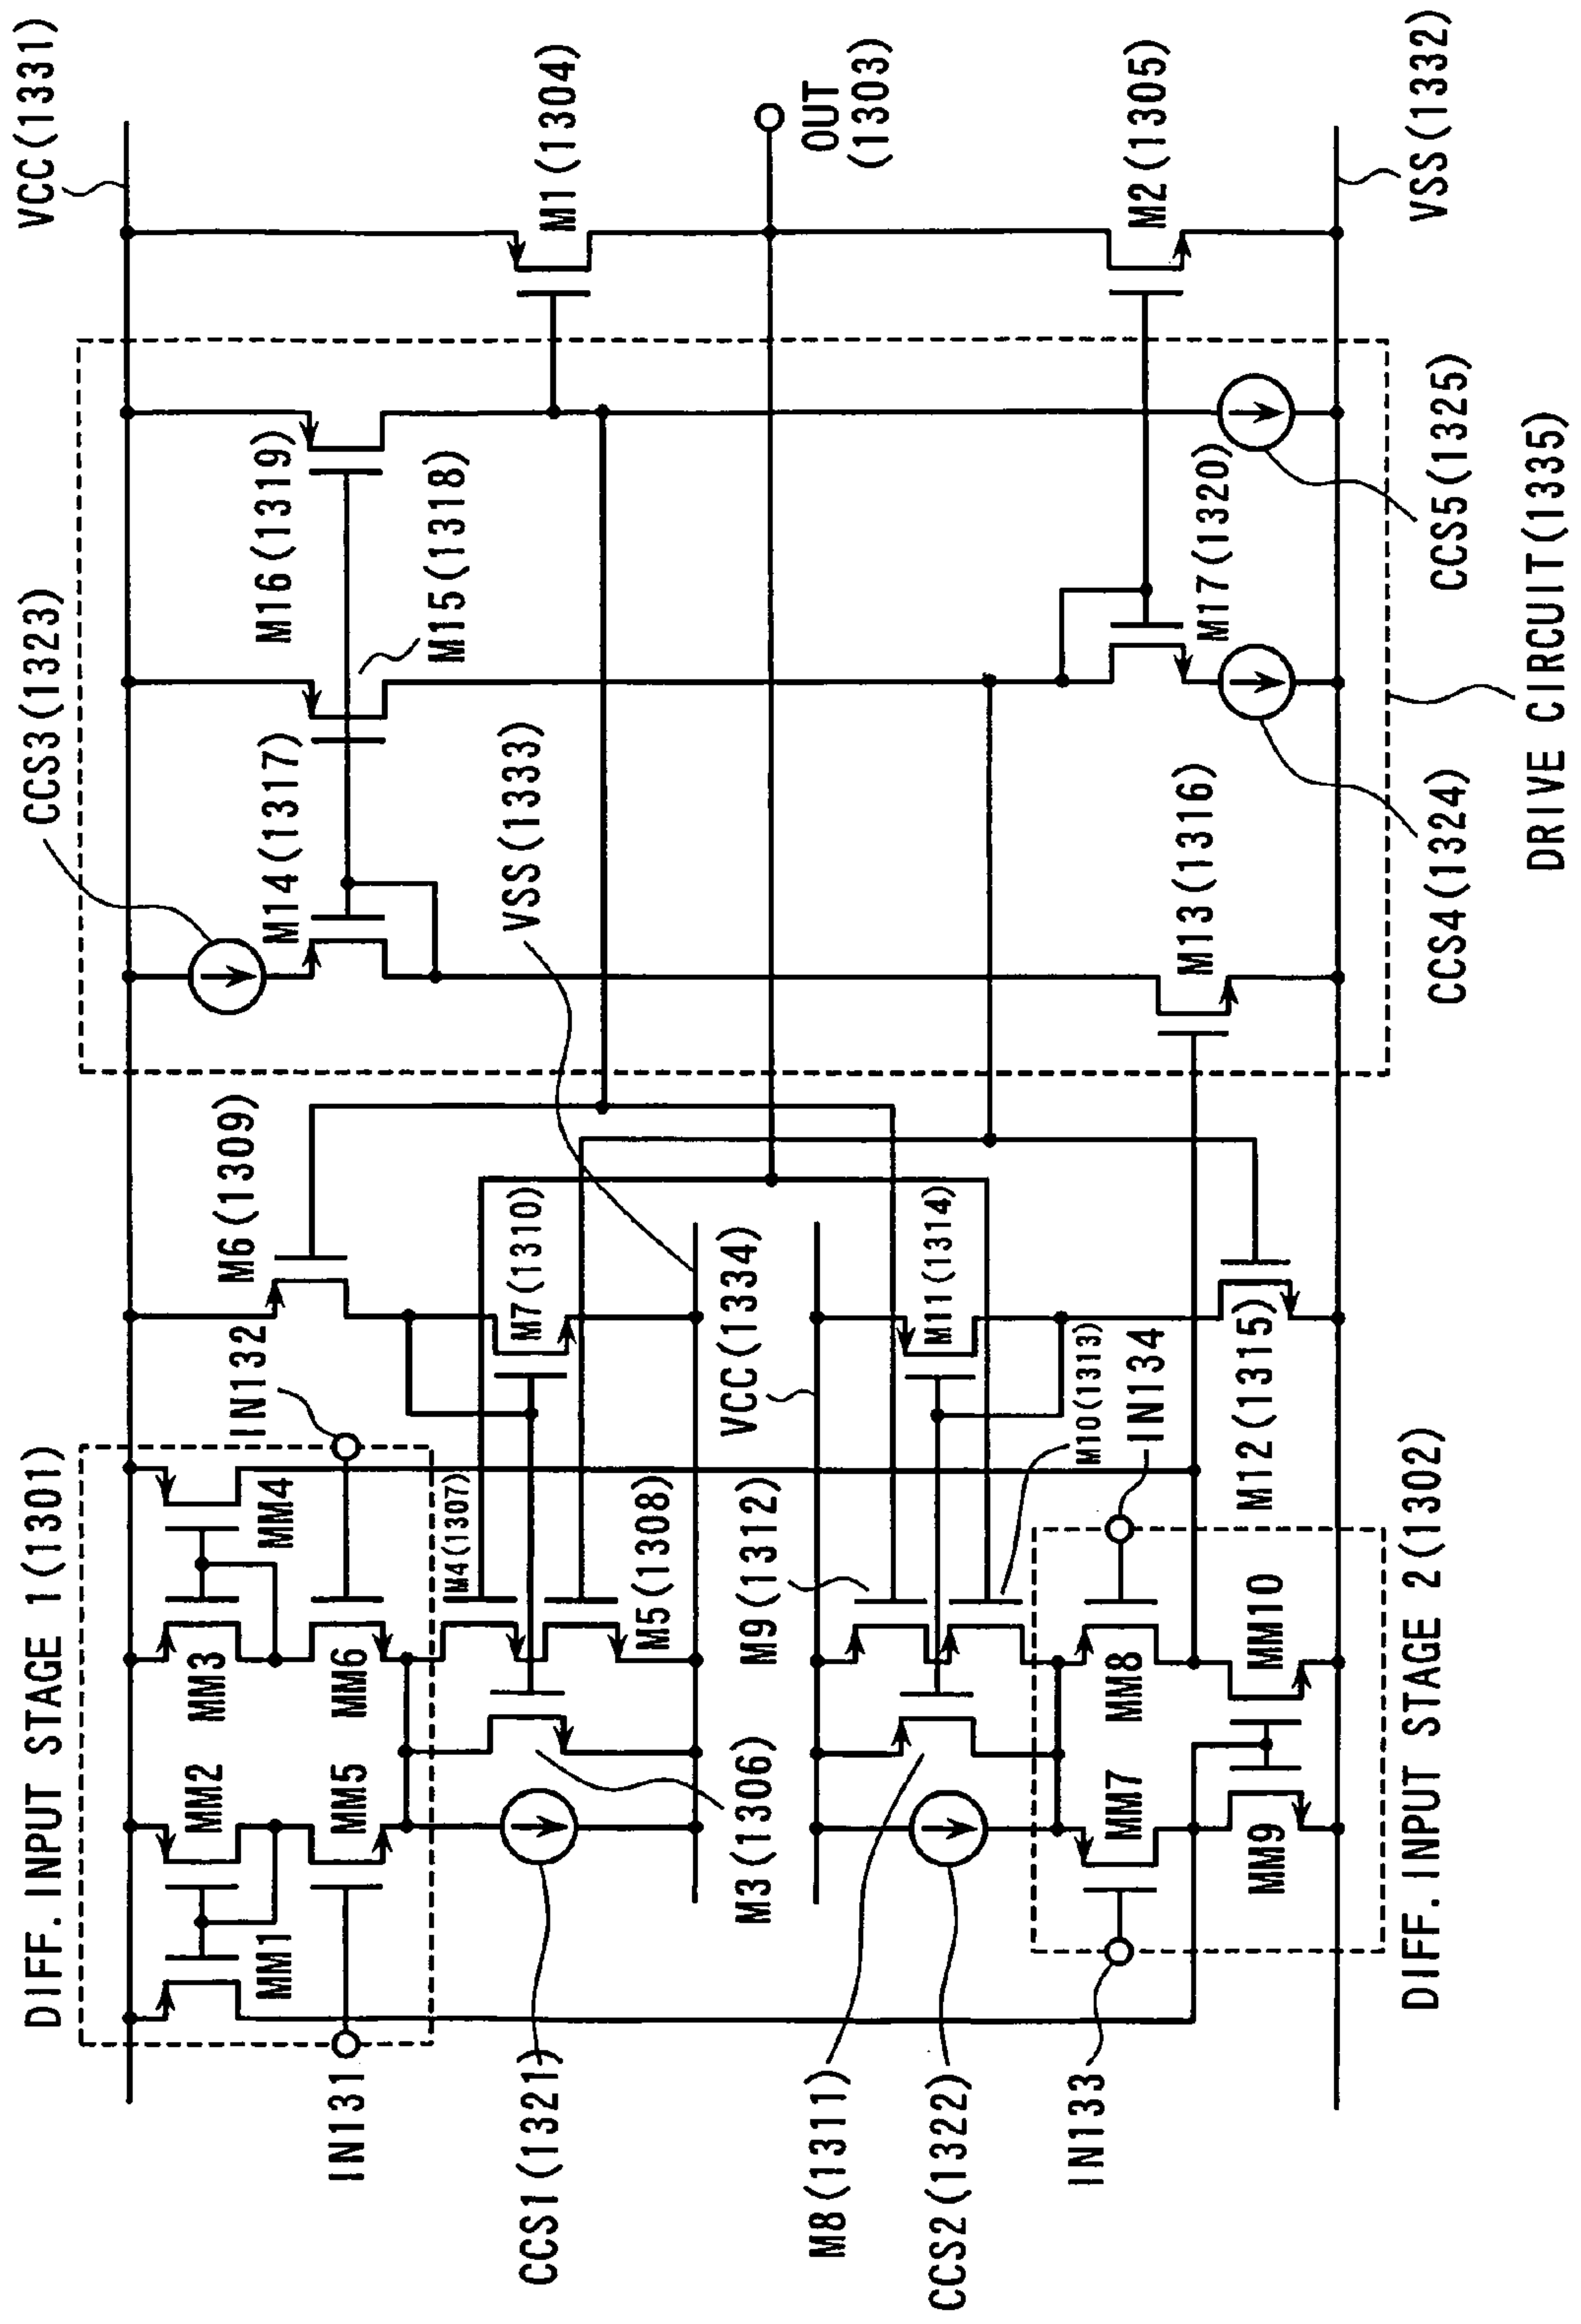 DIFF. INPUT STAGE 1(1301)
CCS3(1323)
VCC(1331)
MM1
MM2
MM3
MM4
IN132
M6(1309)
M14(1317)
M16(1319)
M15(1318)
IN131
MM5
MM6
M4(1307)
M7(1310)
VSS(1333)
M1(1304)
CCS1(1321)
M5(1308)
M3(1306)
VCC(1334)
OUT
(1303)
M8(1311)
M9(1312)
M11(1314)
CCS2(1322)
M10(1313)
IN133
MM7
MM8
IN134
M13(1316)
M17(1320)
M2(1305)
MM9
MM10
M12(1315)
DIFF. INPUT STAGE 2(1302)
CCS4(1324)
CCS5(1325)
VSS(1332)
DRIVE CIRCUIT(1335)